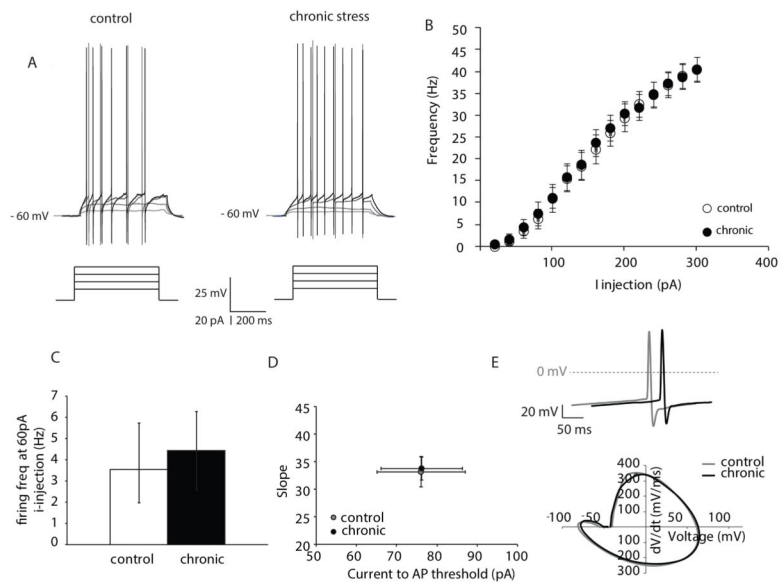 control
chronic stress
A
- 60 mV
- 60 mV
25 mV
20 pA
200 ms
B
Frequency (Hz)
50
45
40
35
30
25
20
15
10
5
0
100
200
300
400
I injection (pA)
control
chronic
C
firing freq at 60pA
i-injection (Hz)
7
6
5
4
3
2
1
0
control
chronic
D
Slope
45
40
35
30
25
20
50
60
70
80
90
100
control
chronic
Current to AP threshold (pA)
E
0 mV
20 mV
50 ms
control
chronic
400
300
200
100
-100
-50
50
100
100
200
300
dV/dt (mV/ms)
Voltage (mV)